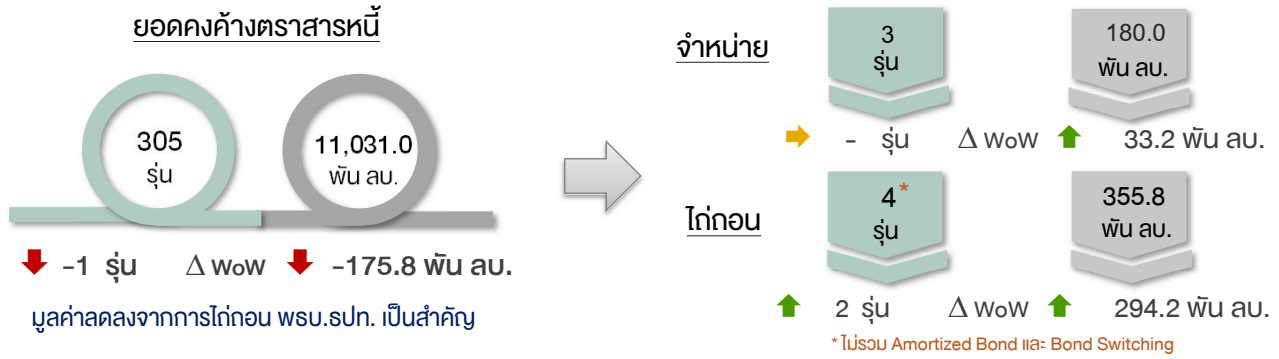 ยอดคงค้างตราสารหนี้
305
รุ่น
11,031.0
พัน ลบ.
-1 รุ่น Δ WoW -175.8 พัน ลบ.
มูลค่าลดลงจากการไถ่ถอน พธบ.ธปท. เป็นสำคัญ
จำหน่าย
3
รุ่น
180.0
พัน ลบ.
- รุ่น Δ WoW 33.2 พัน ลบ.
ไถ่ถอน
4*
รุ่น
355.8
พัน ลบ.
2 รุ่น Δ WoW 294.2 พัน ลบ.
* ไม่รวม Amortized Bond และ Bond Switching